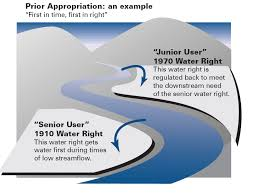 Prior Appropriation: an example
"First in time, first in right"
"Junior User"
1970 Water Right
This water right is
regulated back to meet
the downstream need
of the senior water right.
"Senior User"
1910 Water Right
This water right gets
water first during times
of low streamflow.